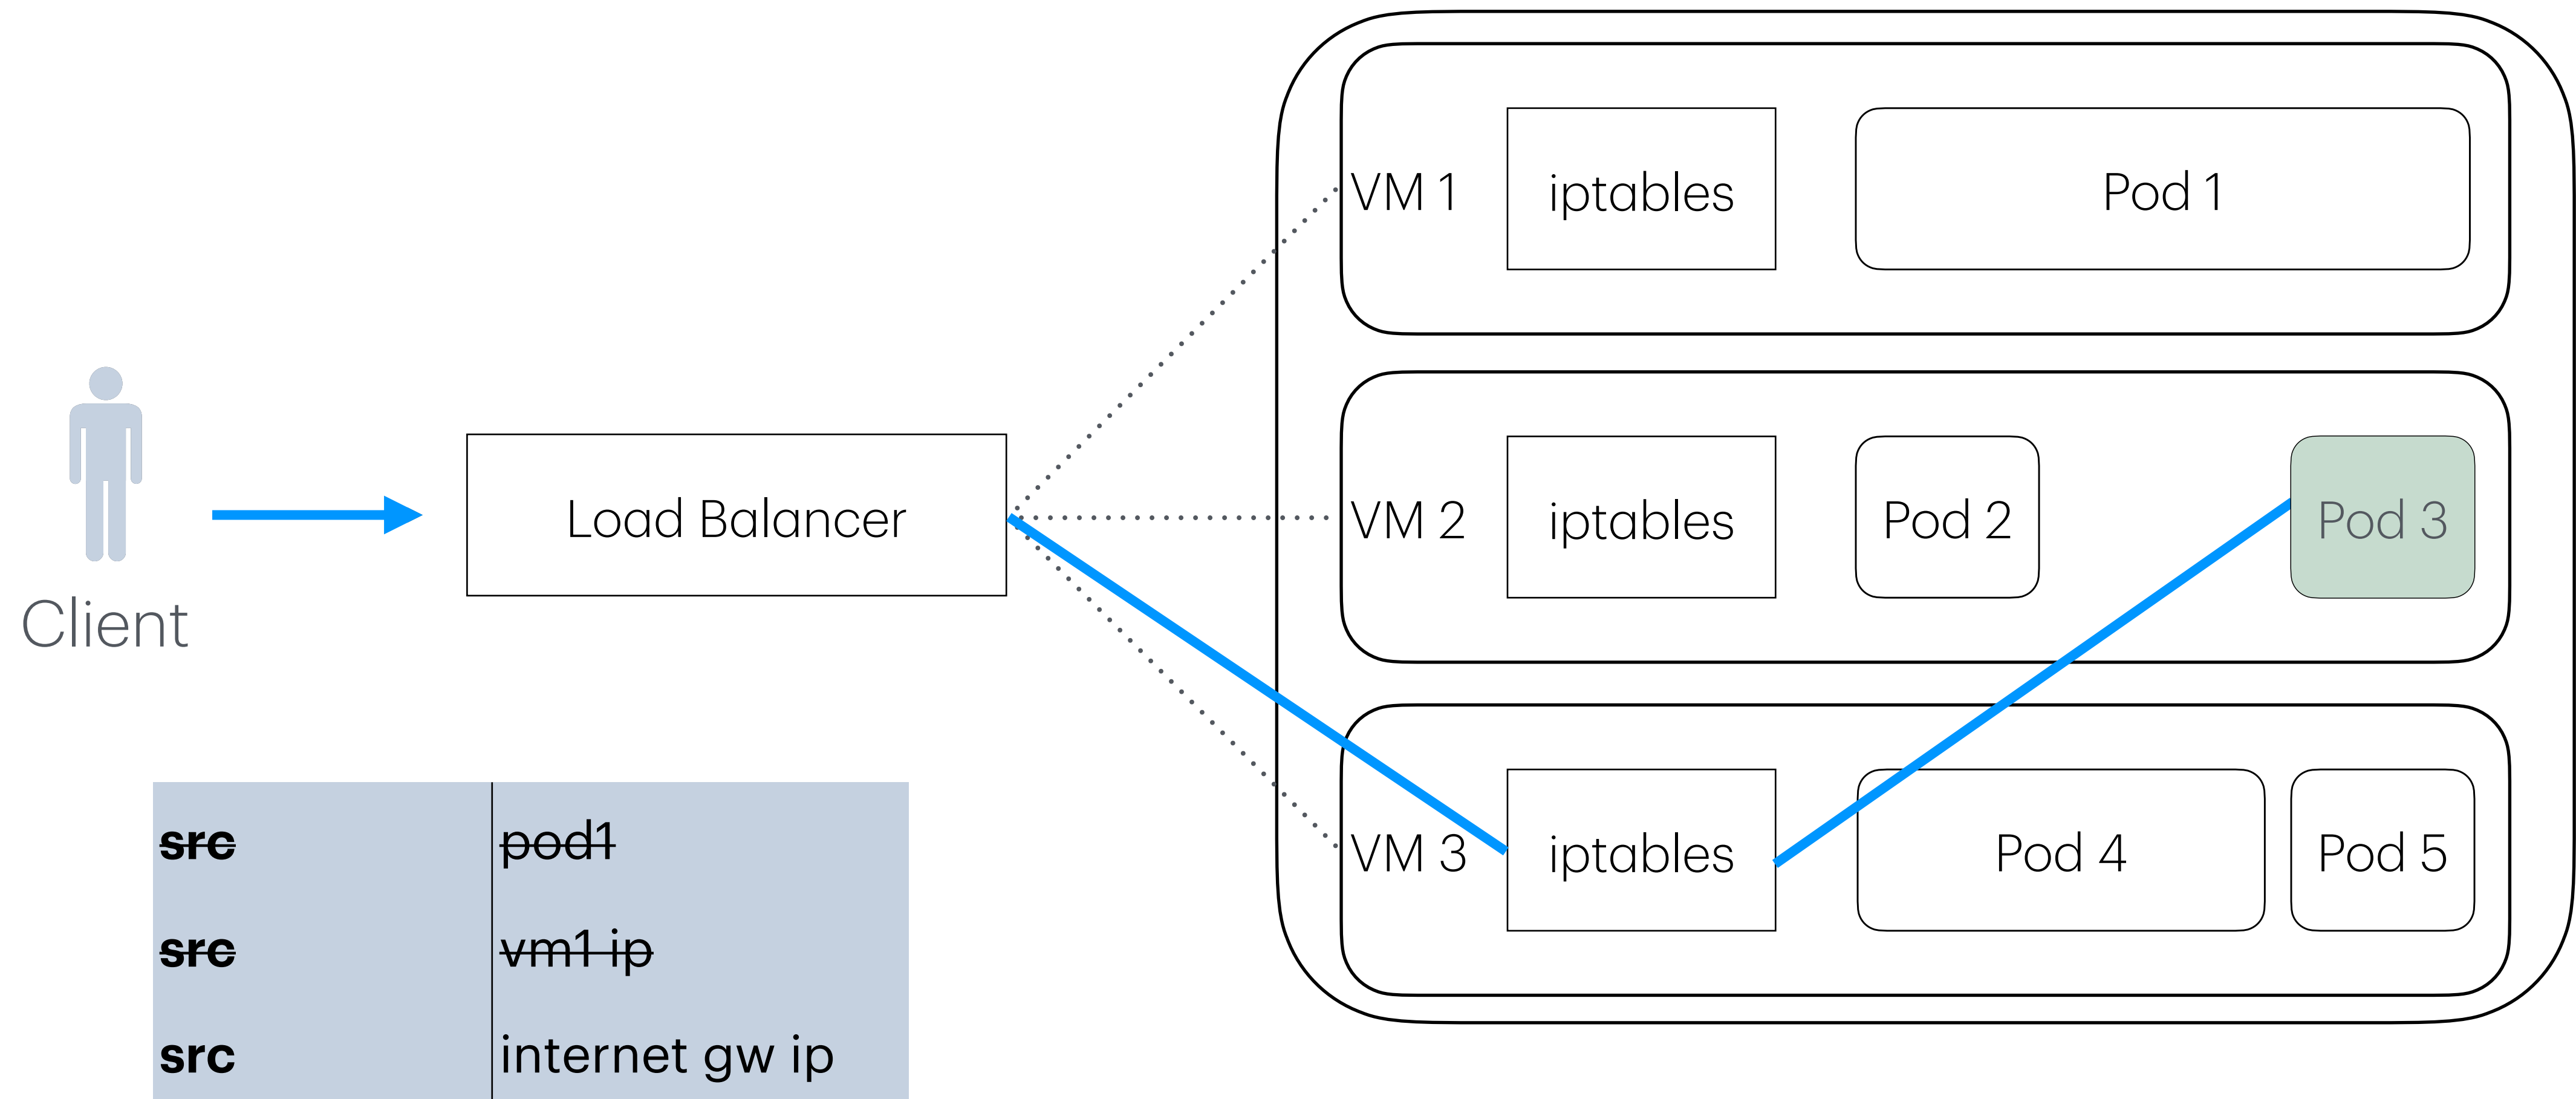 VM 1
iptables
Pod 1
Client
Load Balancer
VM 2
iptables
Pod 2
Pod 3
VM 3
iptables
Pod 4
Pod 5
src pod1
src vm1 ip
src internet gw ip